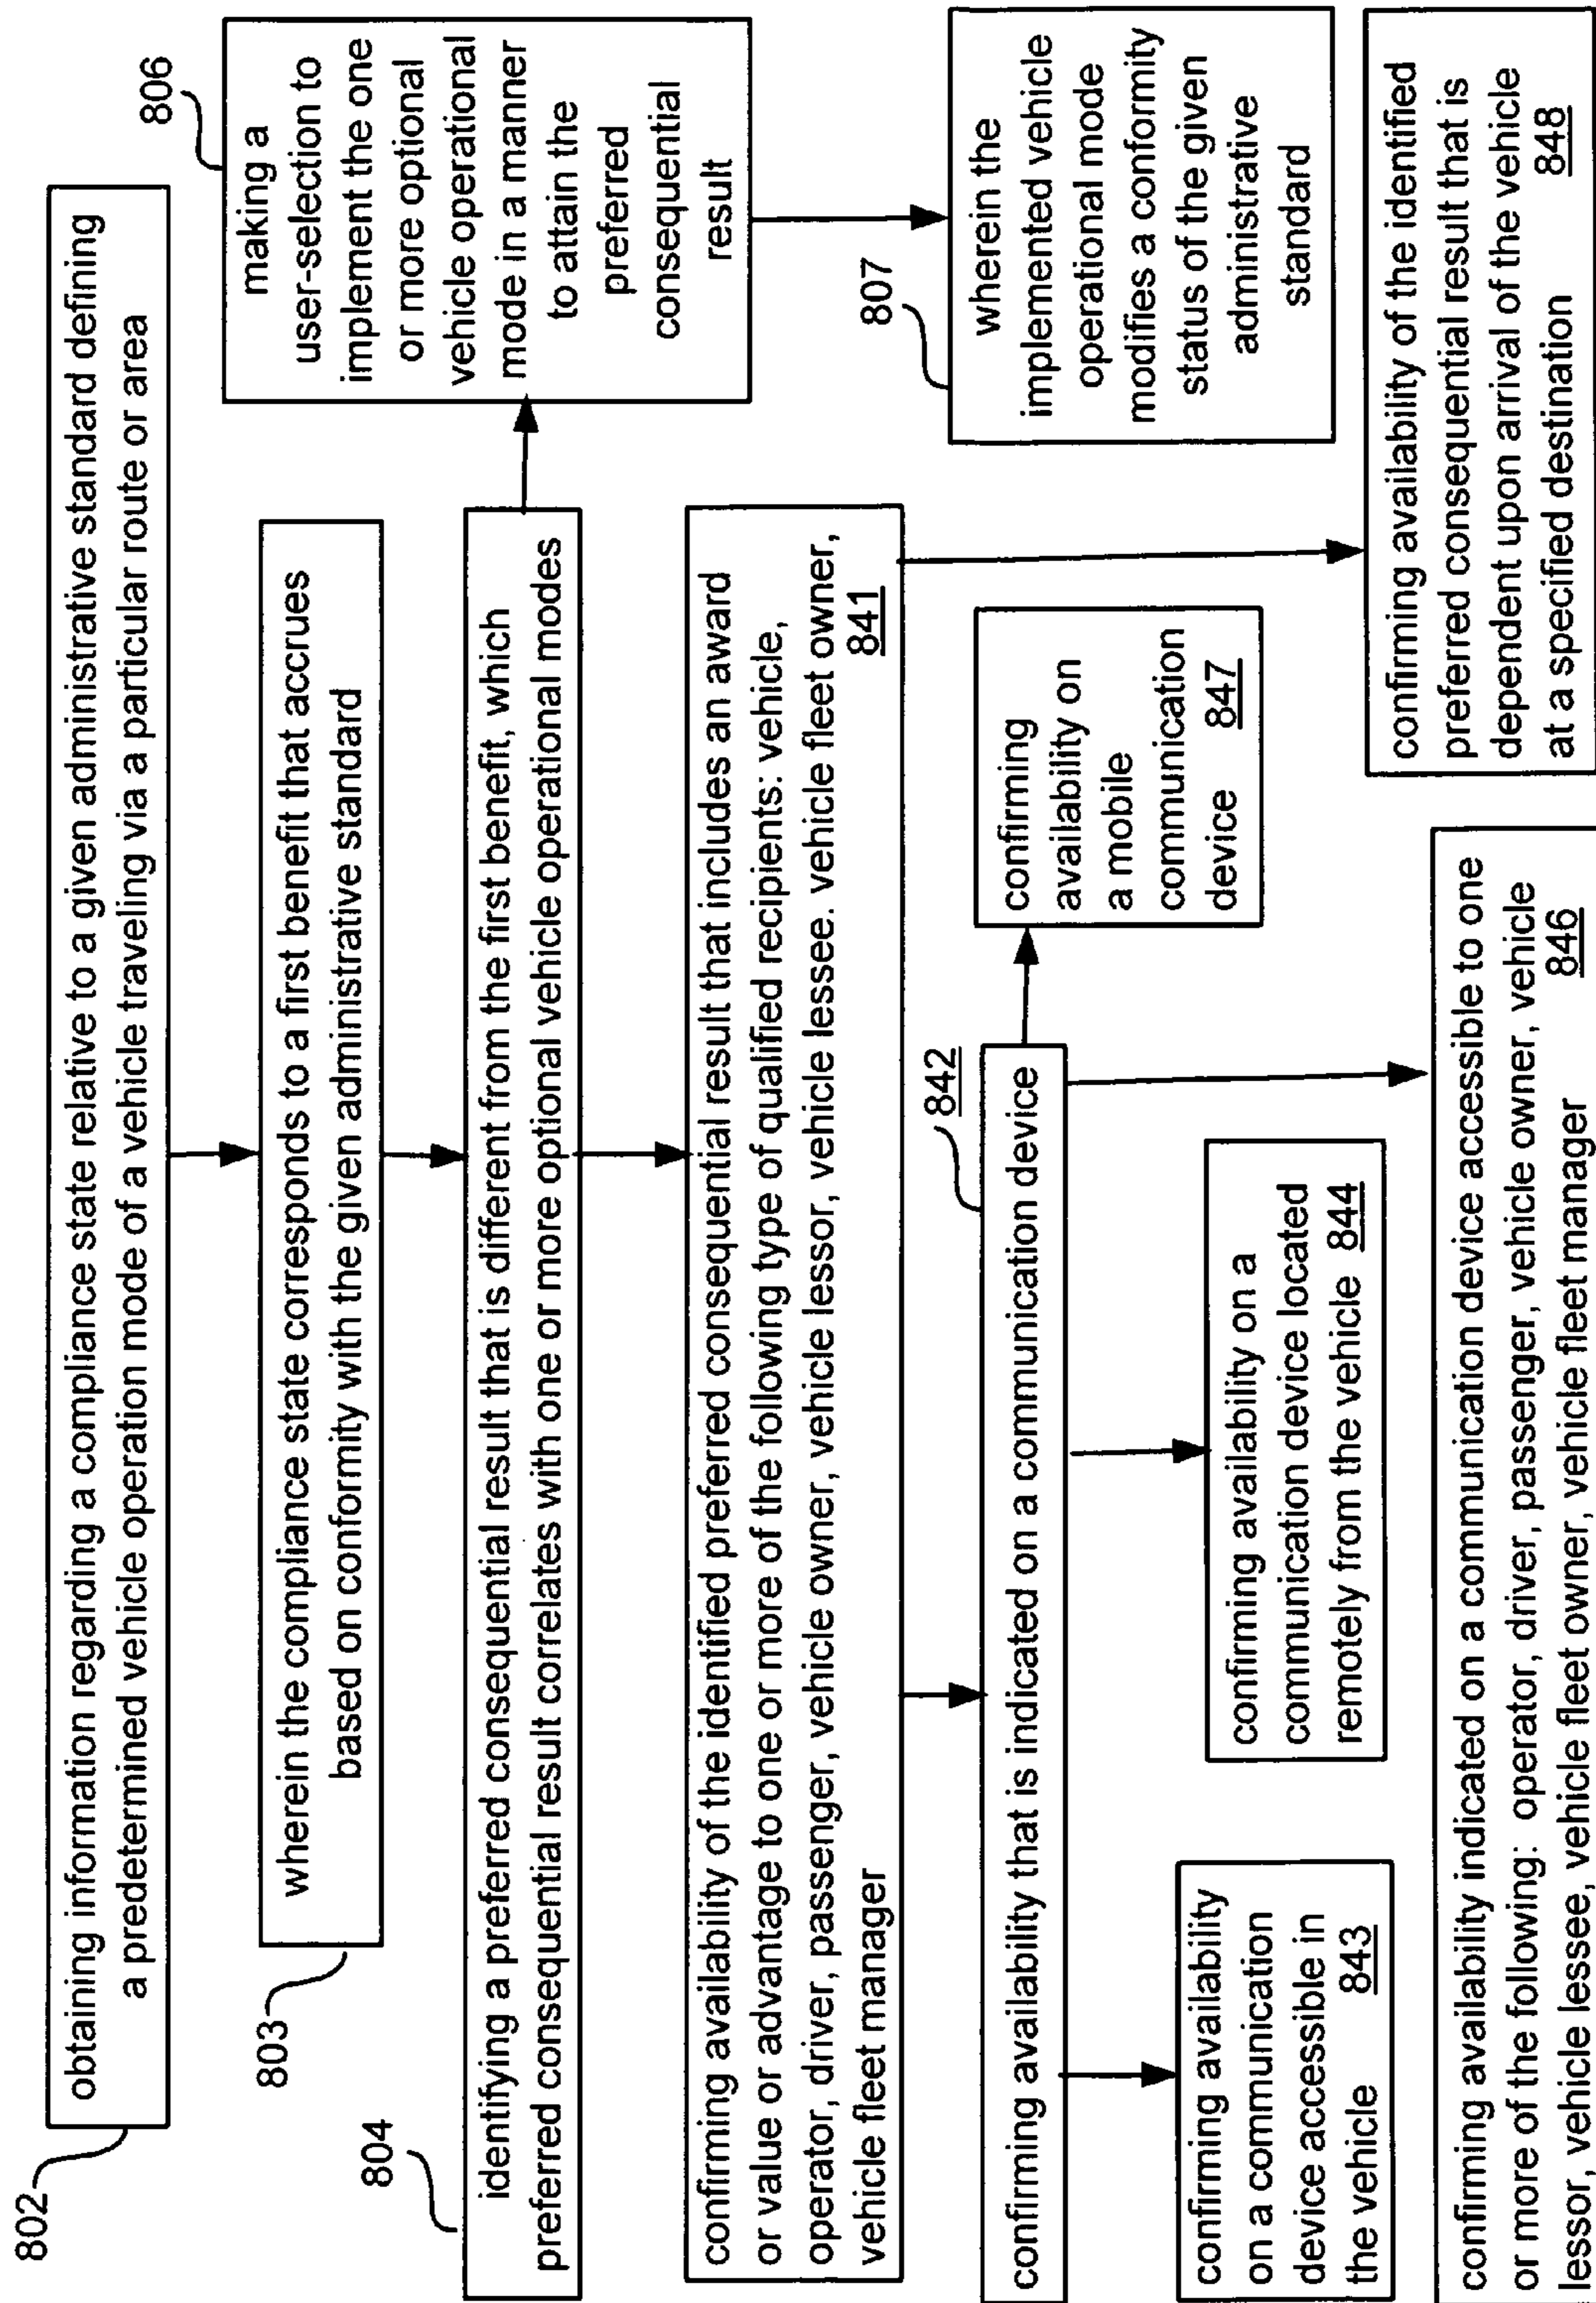 802
obtaining information regarding a compliance state relative to a given administrative standard defining
a predetermined vehicle operation mode of a vehicle traveling via a particular route or area
803
wherein the compliance state corresponds to a first benefit that accrues
based on conformity with the given administrative standard
804
identifying a preferred consequential result that is different from the first benefit, which
preferred consequential result correlates with one or more optional vehicle operational modes
806
making a
user-selection to
implement the one
or more optional
vehicle operational
mode in a manner
to attain the
preferred
consequential
result
807
wherein the
implemented vehicle
operational mode
modifies a conformity
status of the given
administrative
standard
confirming availability of the identified preferred consequential result that includes an award
or value or advantage to one or more of the following type of qualified recipients: vehicle,
operator, driver, passenger, vehicle owner, vehicle lessor, vehicle lessee. vehicle fleet owner,
vehicle fleet manager 841
842
confirming availability that is indicated on a communication device
confirming availability
on a communication
device accessible in
the vehicle 843
confirming availability on a
communication device located
remotely from the vehicle 844
confirming
availability on
a mobile
communication
device 847
confirming availability indicated on a communication device accessible to one
or more of the following: operator, driver, passenger, vehicle owner, vehicle
lessor, vehicle lessee, vehicle fleet owner, vehicle fleet manager 846
confirming availability of the identified
preferred consequential result that is
dependent upon arrival of the vehicle
at a specified destination 848